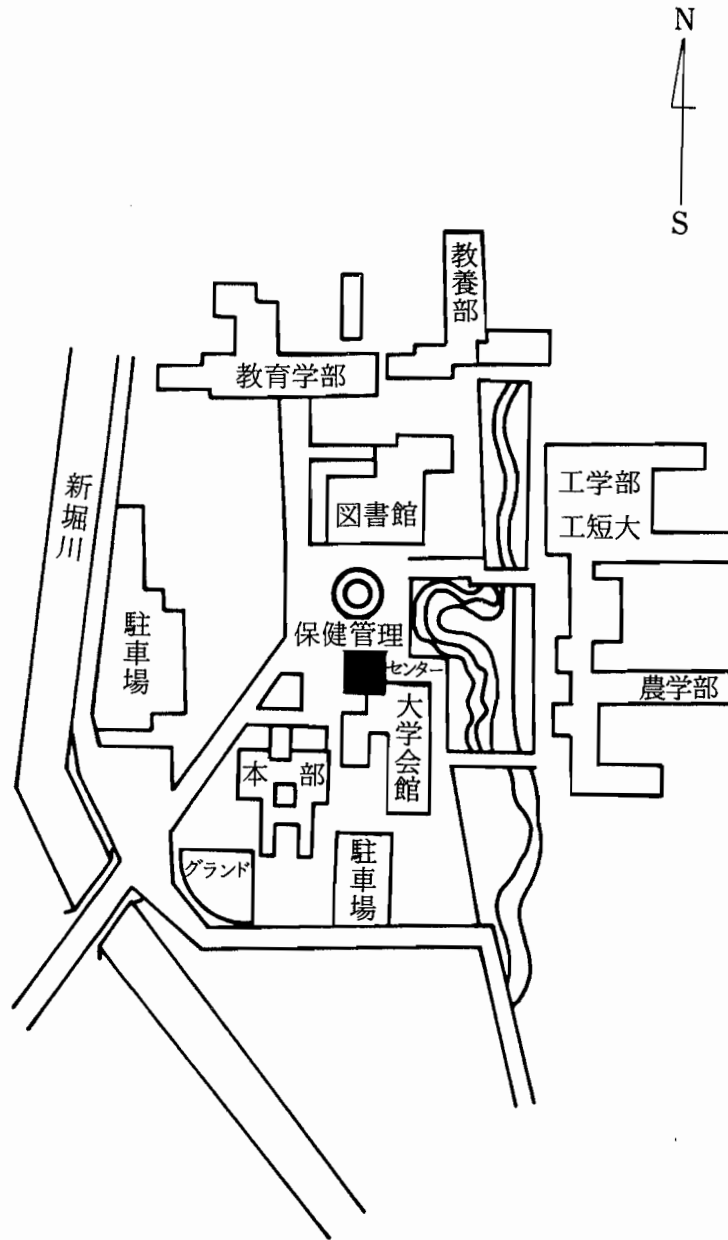 N
S
教養部
教育学部
新堀川
図書館
工学部
工短大
駐車場
保健管理
センター
大学会館
農学部
本部
グランド
駐車場